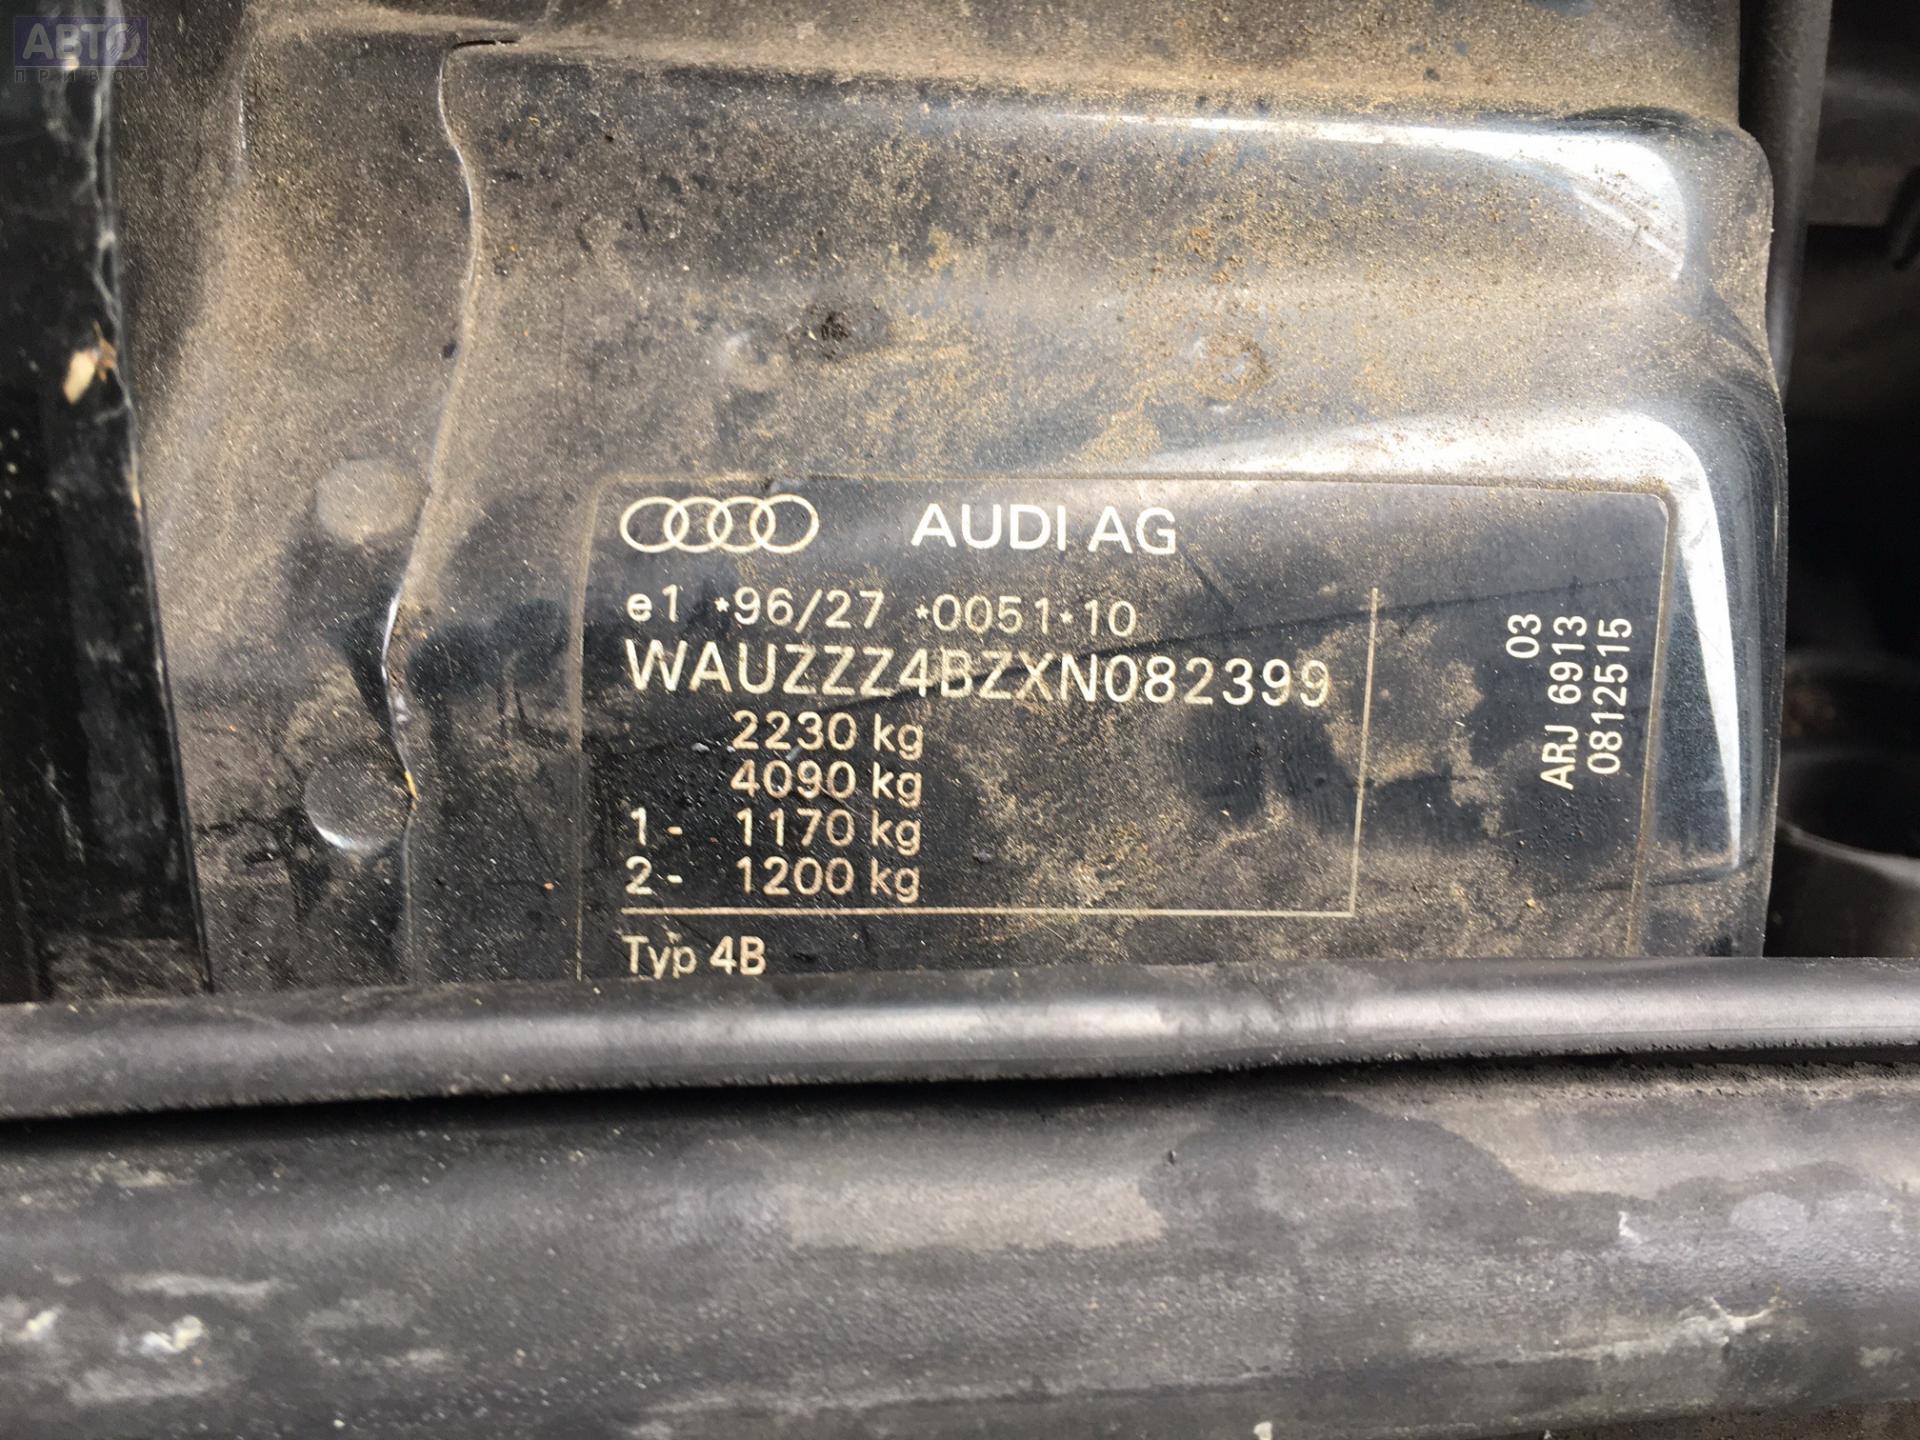 АВТО
ПРИВОЗ
AUDI AG
e1 *96/27 *0051*10
WAUZZZ4BZXN082399
2230 kg
4090 kg
1- 1170 kg
2- 1200 kg
Typ 4B
03
ARJ 6913
0812515